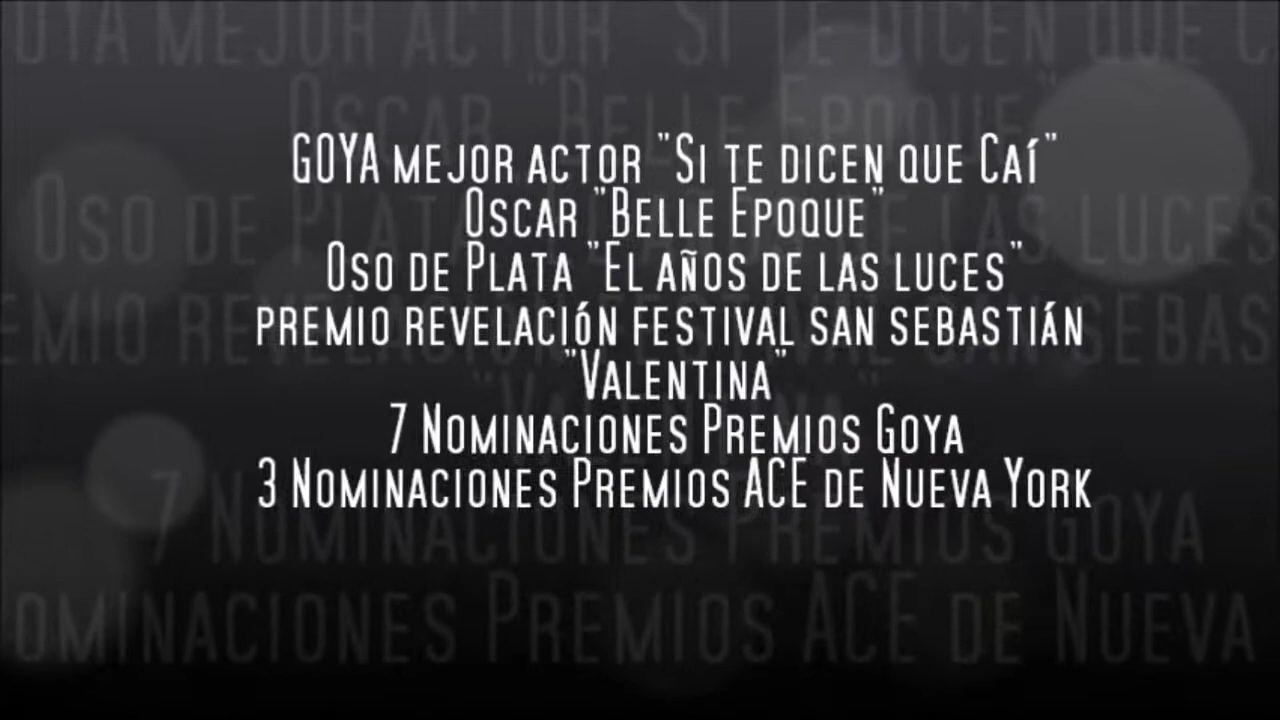 GOYA MEJOR ACTOR "SI TE DICEN QUE CAÍ"
OSCAR "BELLE EPOQUE"
OSO DE PLATA "EL AÑOS DE LAS LUCES"
PREMIO REVELACIÓN FESTIVAL SAN SEBASTIÁN
"VALENTINA"
7 NOMINACIONES PREMIOS GOYA
3 NOMINACIONES PREMIOS ACE DE NUEVA YORK